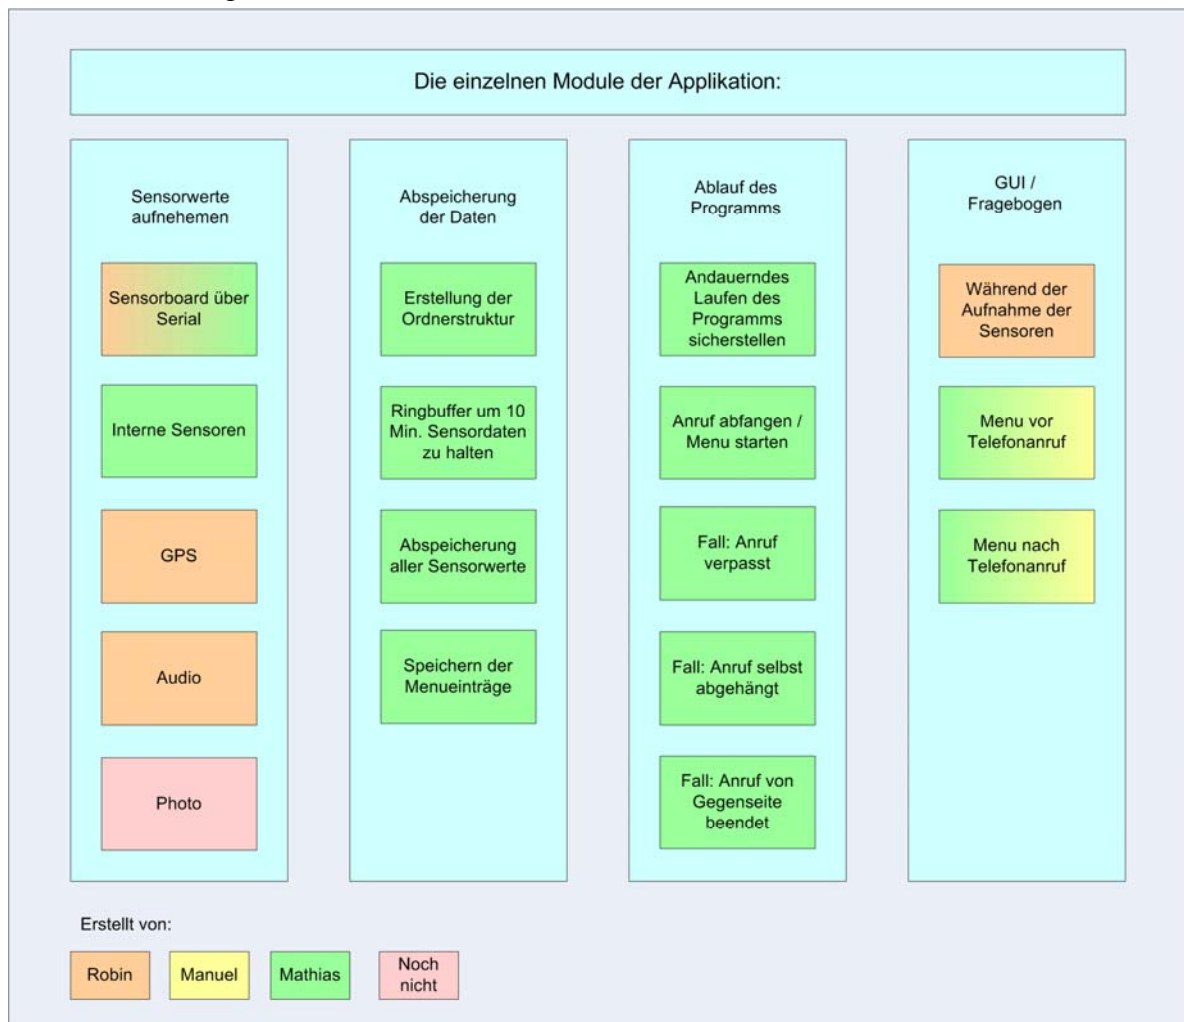 Die einzelnen Module der Applikation:
Sensorwerte
aufnehemen
Sensorboard über
Serial
Interne Sensoren
GPS
Audio
Photo
Abspeicherung
der Daten
Erstellung der
Ordnerstruktur
Ringbuffer um 10
Min. Sensordaten
zu halten
Abspeicherung
aller Sensorwerte
Speichern der
Menueinträge
Ablauf des
Programms
Andauerndes
Laufen des
Programms
sicherstellen
Anruf abfangen /
Menu starten
Fall: Anruf
verpasst
Fall: Anruf selbst
abgehängt
Fall: Anruf von
Gegenseite
beendet
GUI /
Fragebogen
Während der
Aufnahme der
Sensoren
Menu vor
Telefonanruf
Menu nach
Telefonanruf
Erstellt von:
Robin
Manuel
Mathias
Noch
nicht